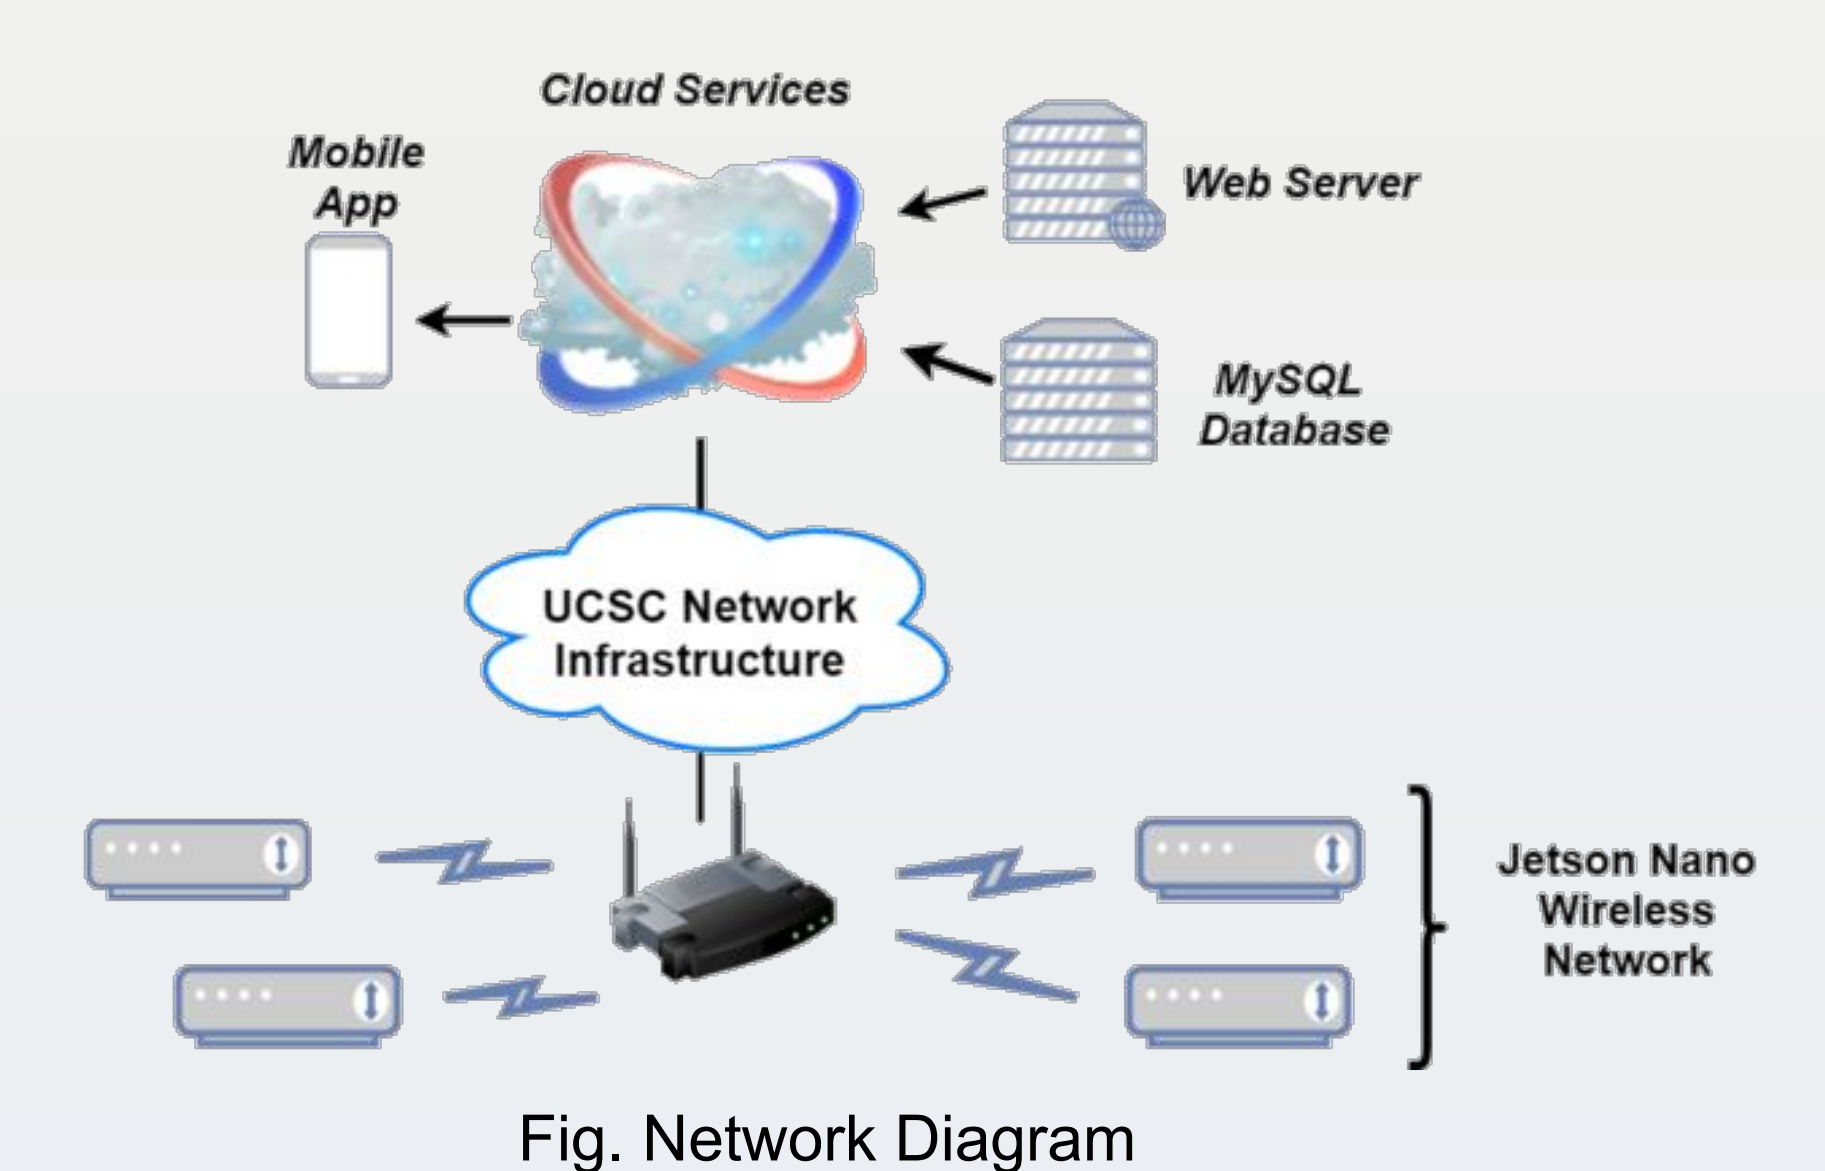 Cloud Services
Mobile
App
Web Server
MySQL
Database
UCSC Network
Infrastructure
Jetson Nano
Wireless
Network
Fig. Network Diagram